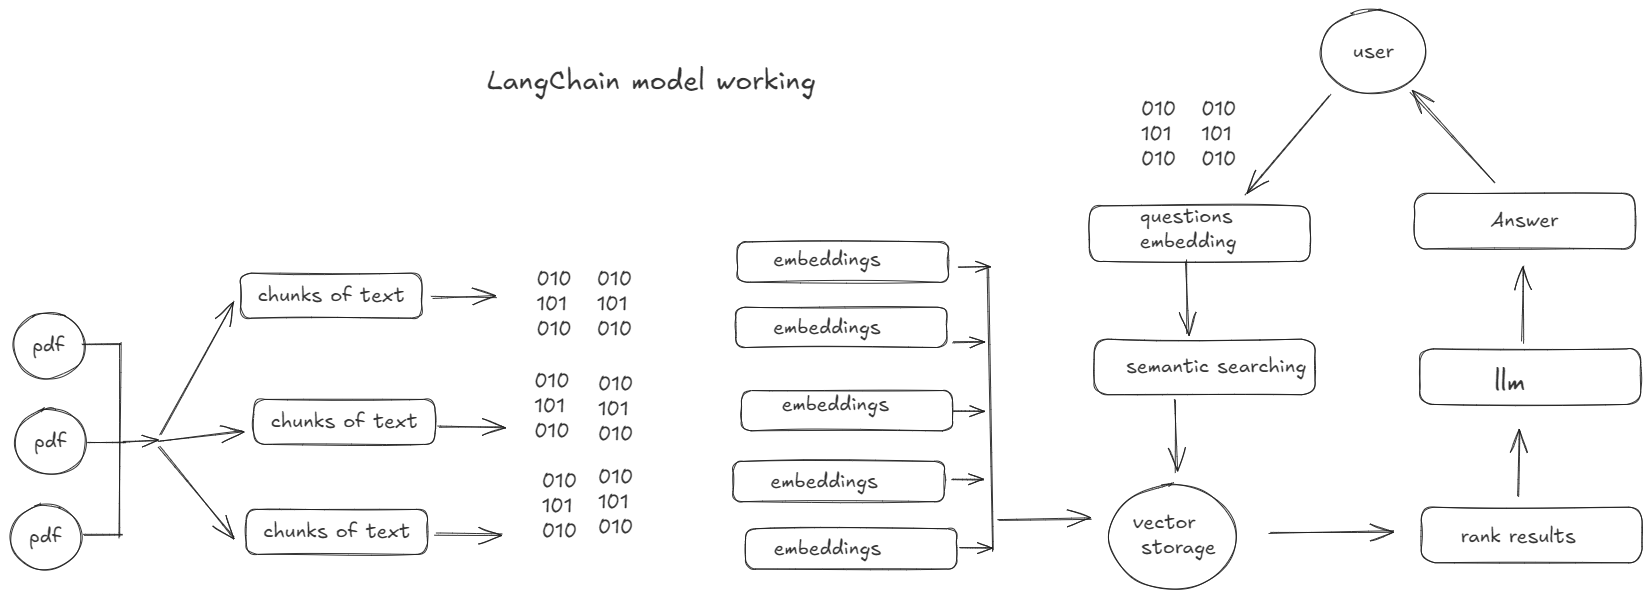 LangChain model working
user
010 010
101 101
010 010
questions
embedding
Answer
semantic searching
llm
vector
storage
rank results
pdf
pdf
pdf
chunks of text
chunks of text
chunks of text
010 010
101 101
010 010
010 010
101 101
010 010
010 010
101 101
010 010
embeddings
embeddings
embeddings
embeddings
embeddings